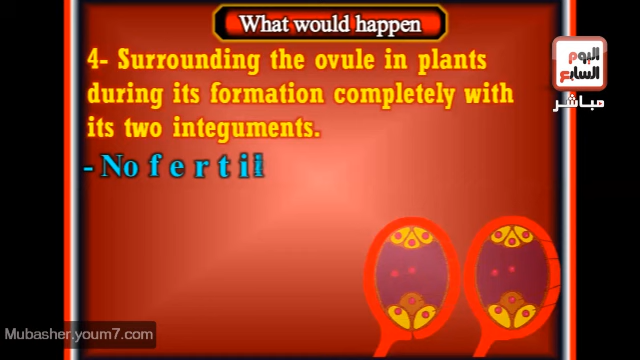 What would happen
4- Surrounding the ovule in plants
during its formation completely with
its two integuments.
- No fertil
اليوم
السابع
مباشر
Mubasher.youm7.com